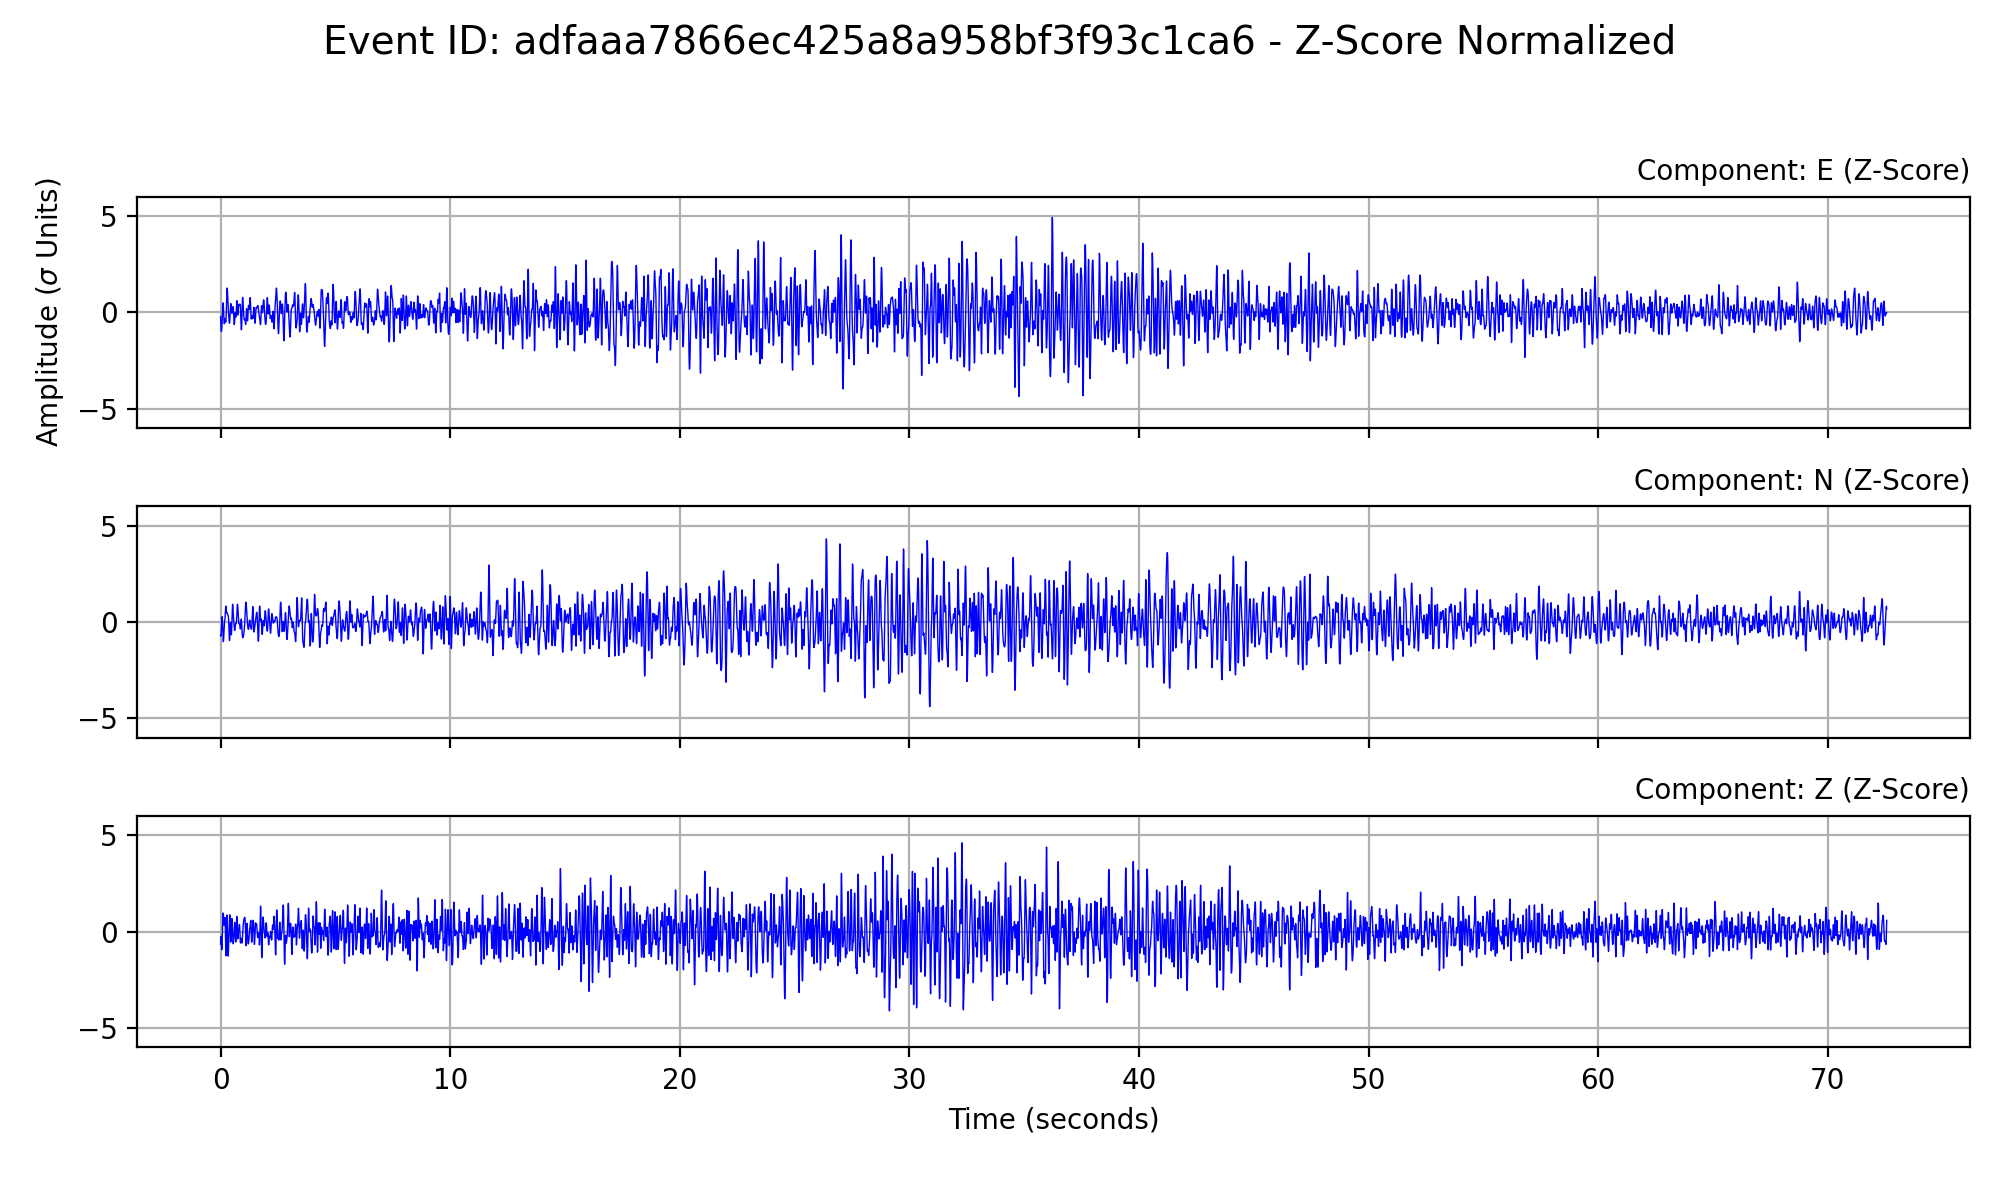 Event ID: adfaaa7866ec425a8a958bf3f93c1ca6 - Z-Score Normalized
Component: E (Z-Score)
Amplitude (σ Units)
5
0
−5
Component: N (Z-Score)
5
0
−5
Component: Z (Z-Score)
5
0
−5
0 10 20 30 40 50 60 70
Time (seconds)